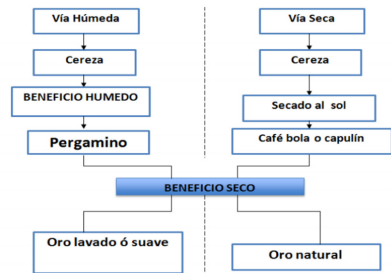 Vía Húmeda
Cereza
BENEFICIO HUMEDO
Pergamino
Vía Seca
Cereza
Secado al sol
Café bola o capulín
BENEFICIO SECO
Oro lavado ó suave
Oro natural